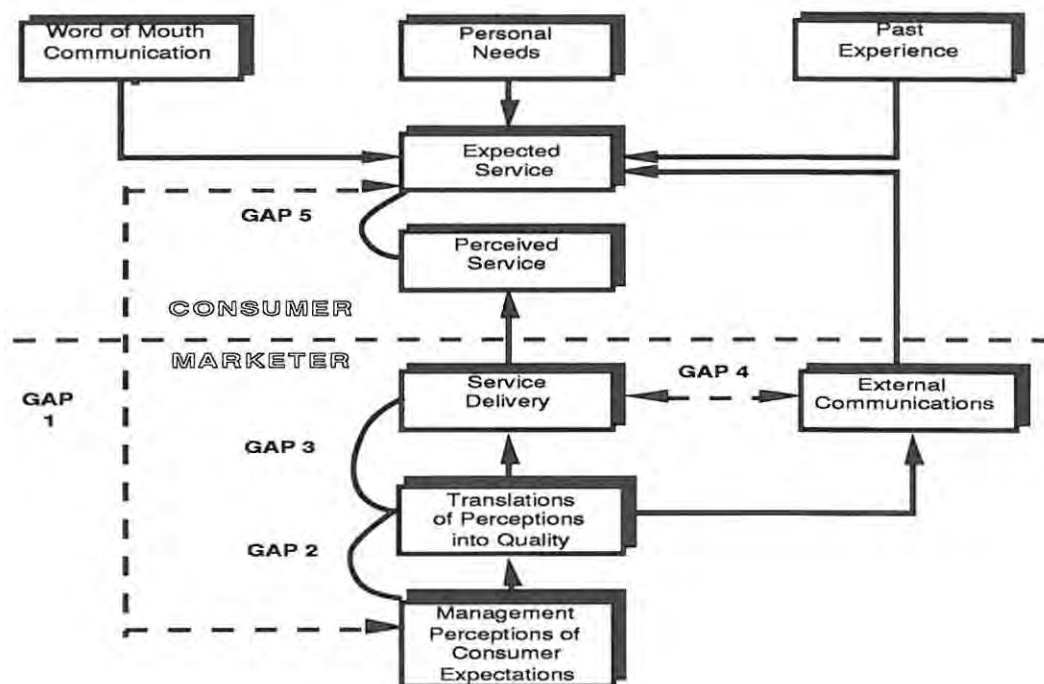 Word of Mouth
Communication
Personal
Needs
Past
Experience
Expected
Service
GAP 5
Perceived
Service
CONSUMER
MARKETER
GAP
1
Service
Delivery
GAP 4
External
Communications
GAP 3
Translations
of Perceptions
into Quality
GAP 2
Management
Perceptions of
Consumer
Expectations